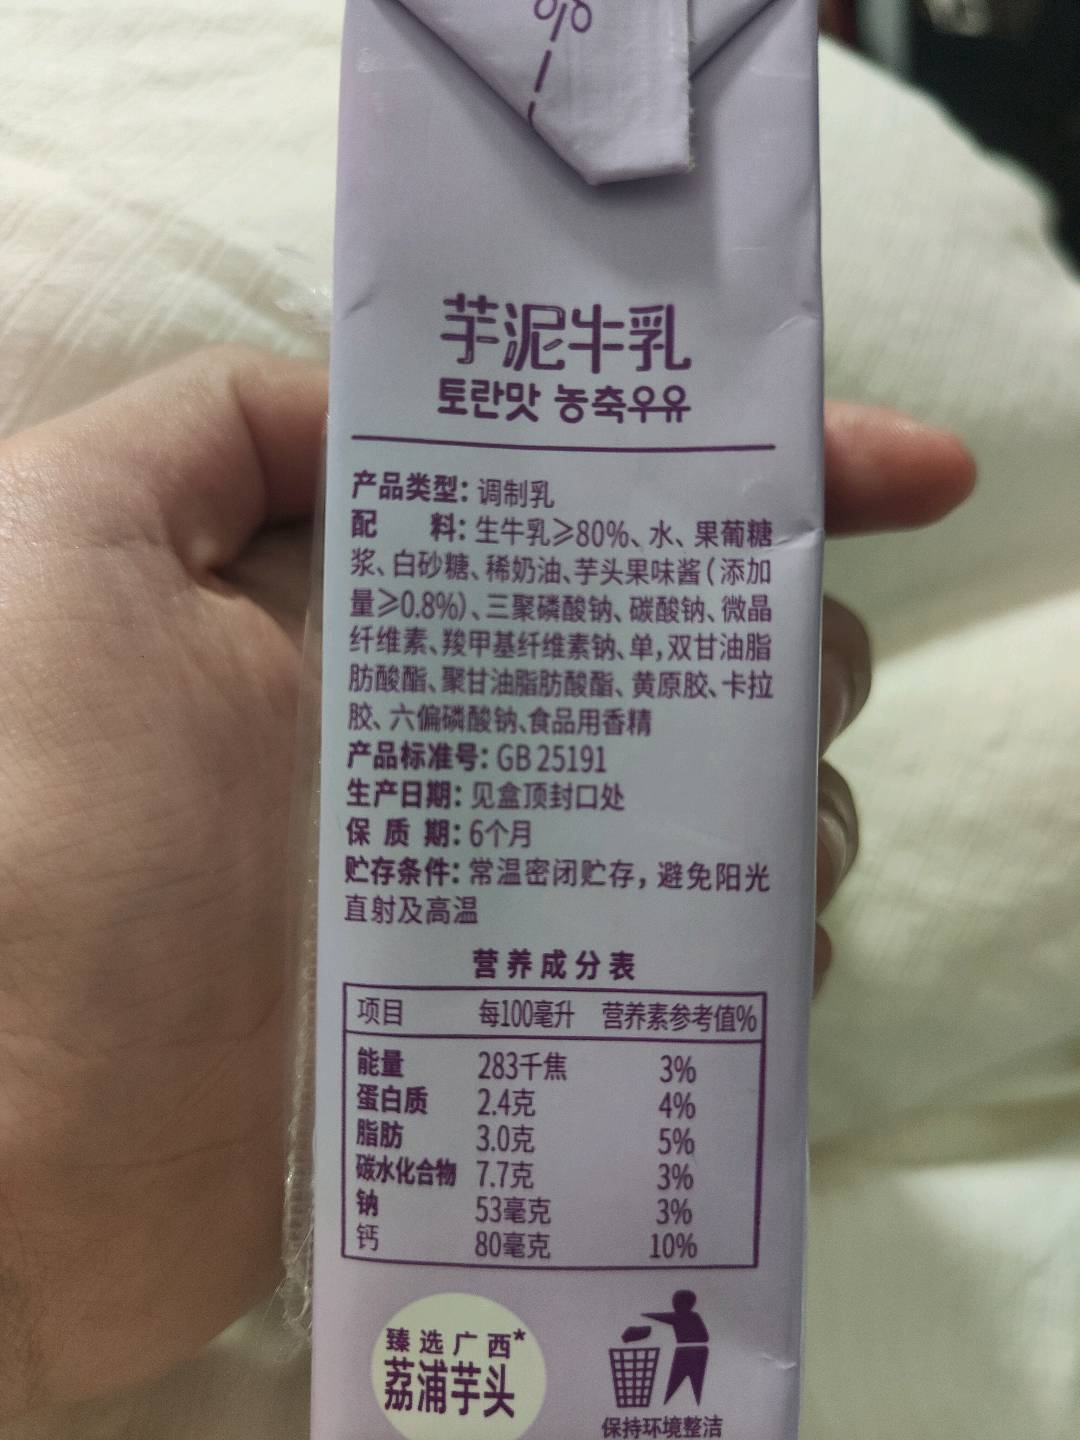 芋泥牛乳
토란맛 농축우유
产品类型：调制乳
配 料：生牛乳≥80%、水、果葡糖
浆、白砂糖、稀奶油、芋头果味酱（添加
量≥0.8%）、三聚磷酸钠、碳酸钠、微晶
纤维素、羧甲基纤维素钠、单，双甘油脂
肪酸酯、聚甘油脂肪酸酯、黄原胶、卡拉
胶、六偏磷酸钠、食品用香精
产品标准号：GB 25191
生产日期：见盒顶封口处
保 质 期：6个月
贮存条件：常温密闭贮存，避免阳光
直射及高温
营养成分表
项目 每100毫升 营养素参考值%
能量 283千焦 3%
蛋白质 2.4克 4%
脂肪 3.0克 5%
碳水化合物 7.7克 3%
钠 53毫克 3%
钙 80毫克 10%
臻选广西*
荔浦芋头
保持环境整洁